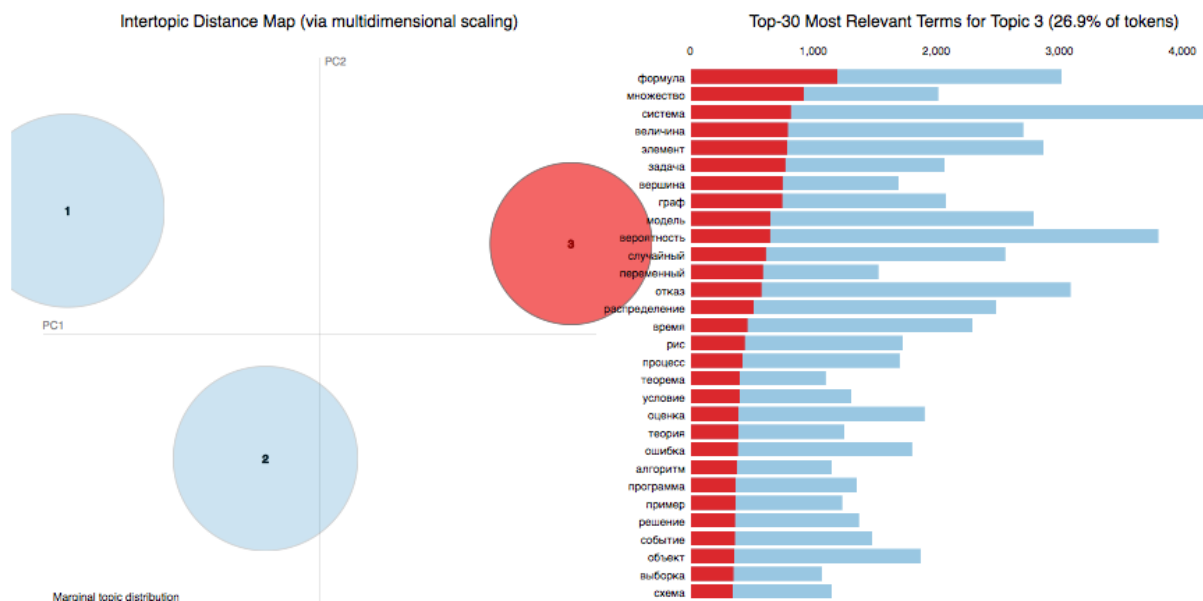 Intertopic Distance Map (via multidimensional scaling)
PC2
1
3
PC1
2
Marginal topic distribution
Top-30 Most Relevant Terms for Topic 3 (26.9% of tokens)
0 1,000 2,000 3,000 4,000
формула
множество
система
величина
элемент
задача
вершина
граф
модель
вероятность
случайный
переменный
отказ
распределение
время
рис
процесс
теорема
условие
оценка
теория
ошибка
алгоритм
программа
пример
решение
событие
объект
выборка
схема